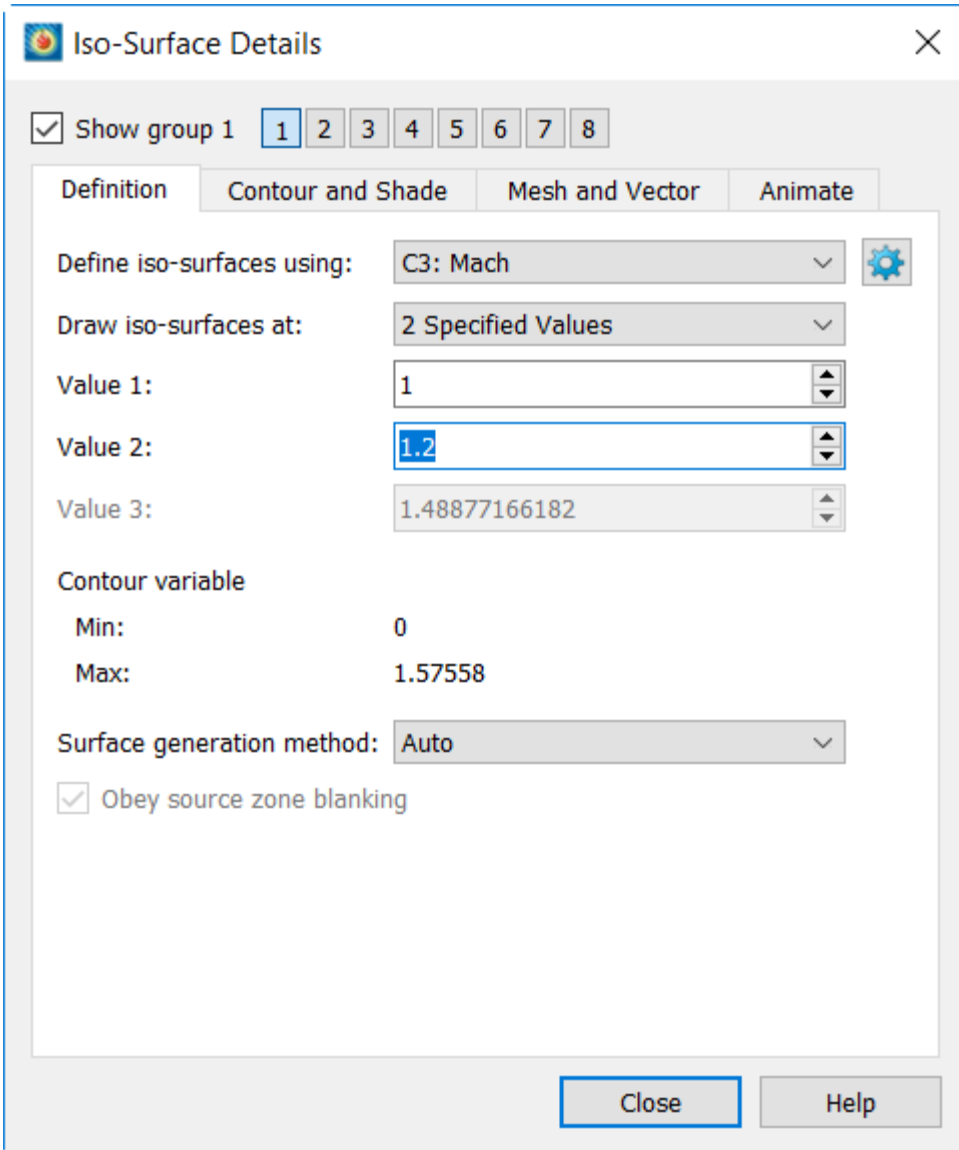 Iso-Surface Details
Show group 1 1 2 3 4 5 6 7 8
Definition Contour and Shade Mesh and Vector Animate
Define iso-surfaces using: C3: Mach
Draw iso-surfaces at: 2 Specified Values
Value 1: 1
Value 2: 1.2
Value 3: 1.48877166182
Contour variable
Min: 0
Max: 1.57558
Surface generation method: Auto
Obey source zone blanking
Close Help